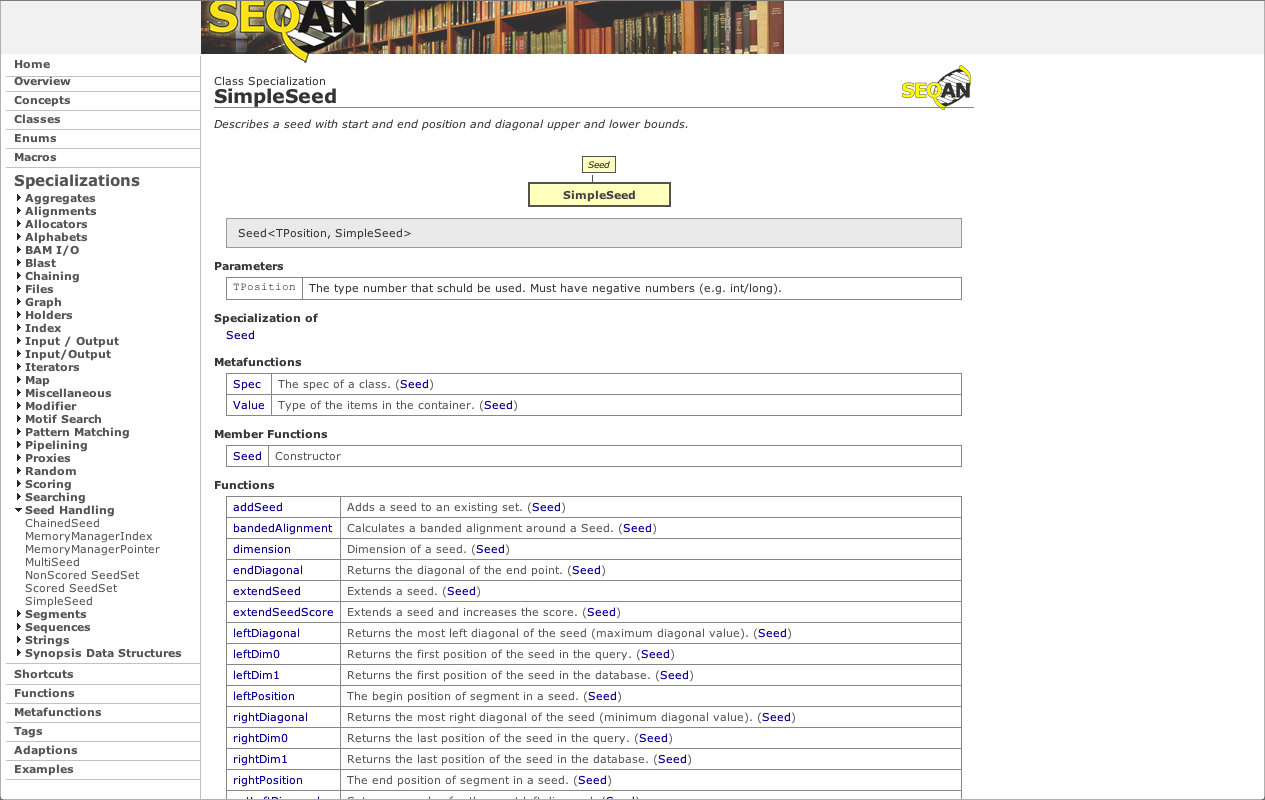 SEQAN
Home
Overview
Concepts
Classes
Enums
Macros
Specializations
Aggregates
Alignments
Allocators
Alphabets
BAM I/O
Blast
Chaining
Files
Graph
Holders
Index
Input / Output
Input/Output
Iterators
Map
Miscellaneous
Modifier
Motif Search
Pattern Matching
Pipelining
Proxies
Random
Scoring
Searching
Seed Handling
ChainedSeed
MemoryManagerIndex
MemoryManagerPointer
MultiSeed
NonScored SeedSet
Scored SeedSet
SimpleSeed
Segments
Sequences
Strings
Synopsis Data Structures
Shortcuts
Functions
Metafunctions
Tags
Adaptions
Examples
Class Specialization
SimpleSeed
SEQAN
Describes a seed with start and end position and diagonal upper and lower bounds.
Seed
SimpleSeed
Seed<TPosition, SimpleSeed>
Parameters
TPosition The type number that schuld be used. Must have negative numbers (e.g. int/long).
Specialization of
Seed
Metafunctions
Spec The spec of a class. (Seed)
Value Type of the items in the container. (Seed)
Member Functions
Seed Constructor
Functions
addSeed Adds a seed to an existing set. (Seed)
bandedAlignment Calculates a banded alignment around a Seed. (Seed)
dimension Dimension of a seed. (Seed)
endDiagonal Returns the diagonal of the end point. (Seed)
extendSeed Extends a seed. (Seed)
extendSeedScore Extends a seed and increases the score. (Seed)
leftDiagonal Returns the most left diagonal of the seed (maximum diagonal value). (Seed)
leftDim0 Returns the first position of the seed in the query. (Seed)
leftDim1 Returns the first position of the seed in the database. (Seed)
leftPosition The begin position of segment in a seed. (Seed)
rightDiagonal Returns the most right diagonal of the seed (minimum diagonal value). (Seed)
rightDim0 Returns the last position of the seed in the query. (Seed)
rightDim1 Returns the last position of the seed in the database. (Seed)
rightPosition The end position of segment in a seed. (Seed)